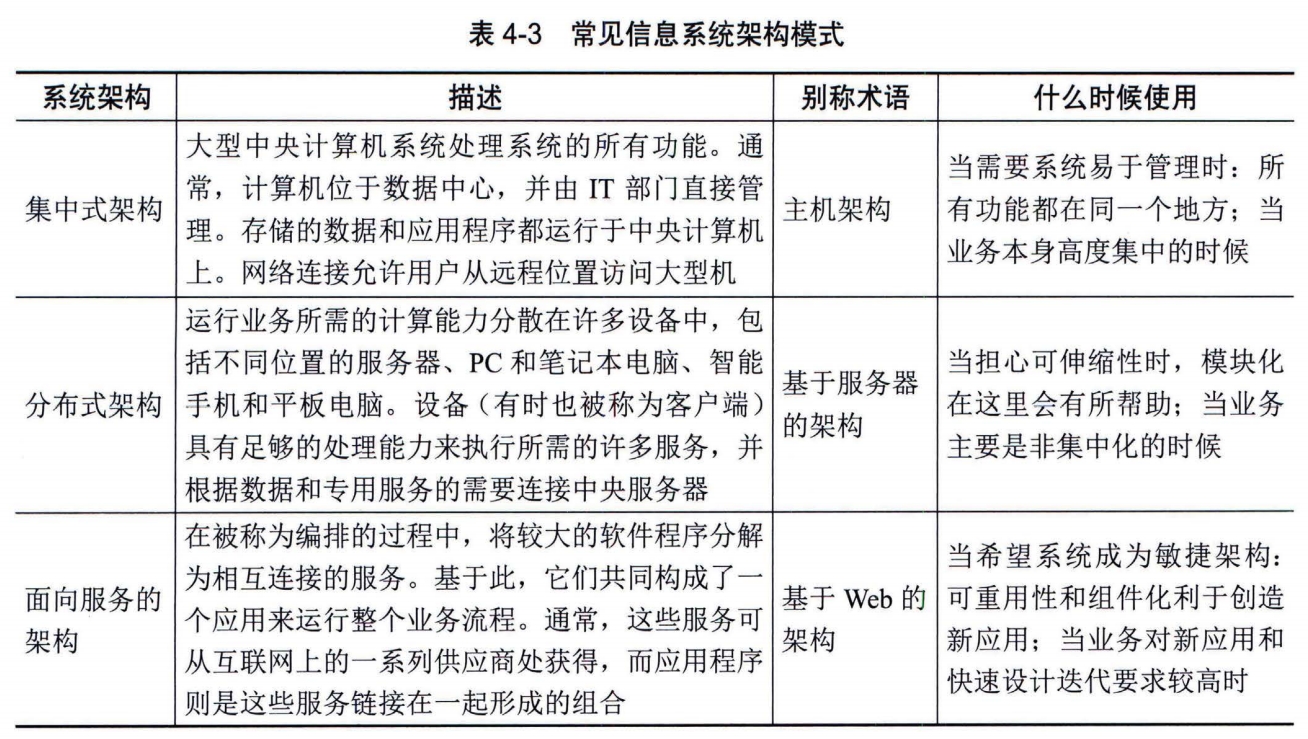 表 4-3 常见信息系统架构模式
系统架构
描述
别称术语
什么时候使用
集中式架构
大型中央计算机系统处理系统的所有功能。通
常，计算机位于数据中心，并由 IT 部门直接管
理。存储的数据和应用程序都运行于中央计算机
上。网络连接允许用户从远程位置访问大型机
主机架构
当需要系统易于管理时：所
有功能都在同一个地方；当
业务本身高度集中的时候
分布式架构
运行业务所需的计算能力分散在许多设备中，包
括不同位置的服务器、PC 和笔记本电脑、智能
手机和平板电脑。设备（有时也被称为客户端）
具有足够的处理能力来执行所需的许多服务，并
根据数据和专用服务的需要连接中央服务器
基于服务器
的架构
当担心可伸缩性时，模块化
在这里会有所帮助；当业务
主要是非集中化的时候
面向服务的
架构
在被称为编排的过程中，将较大的软件程序分解
为相互连接的服务。基于此，它们共同构成了一
个应用来运行整个业务流程。通常，这些服务可
从互联网上的一系列供应商处获得，而应用程序
则是这些服务链接在一起形成的组合
基于 Web 的
架构
当希望系统成为敏捷架构：
可重用性和组件化利于创造
新应用；当业务对新应用和
快速设计迭代要求较高时